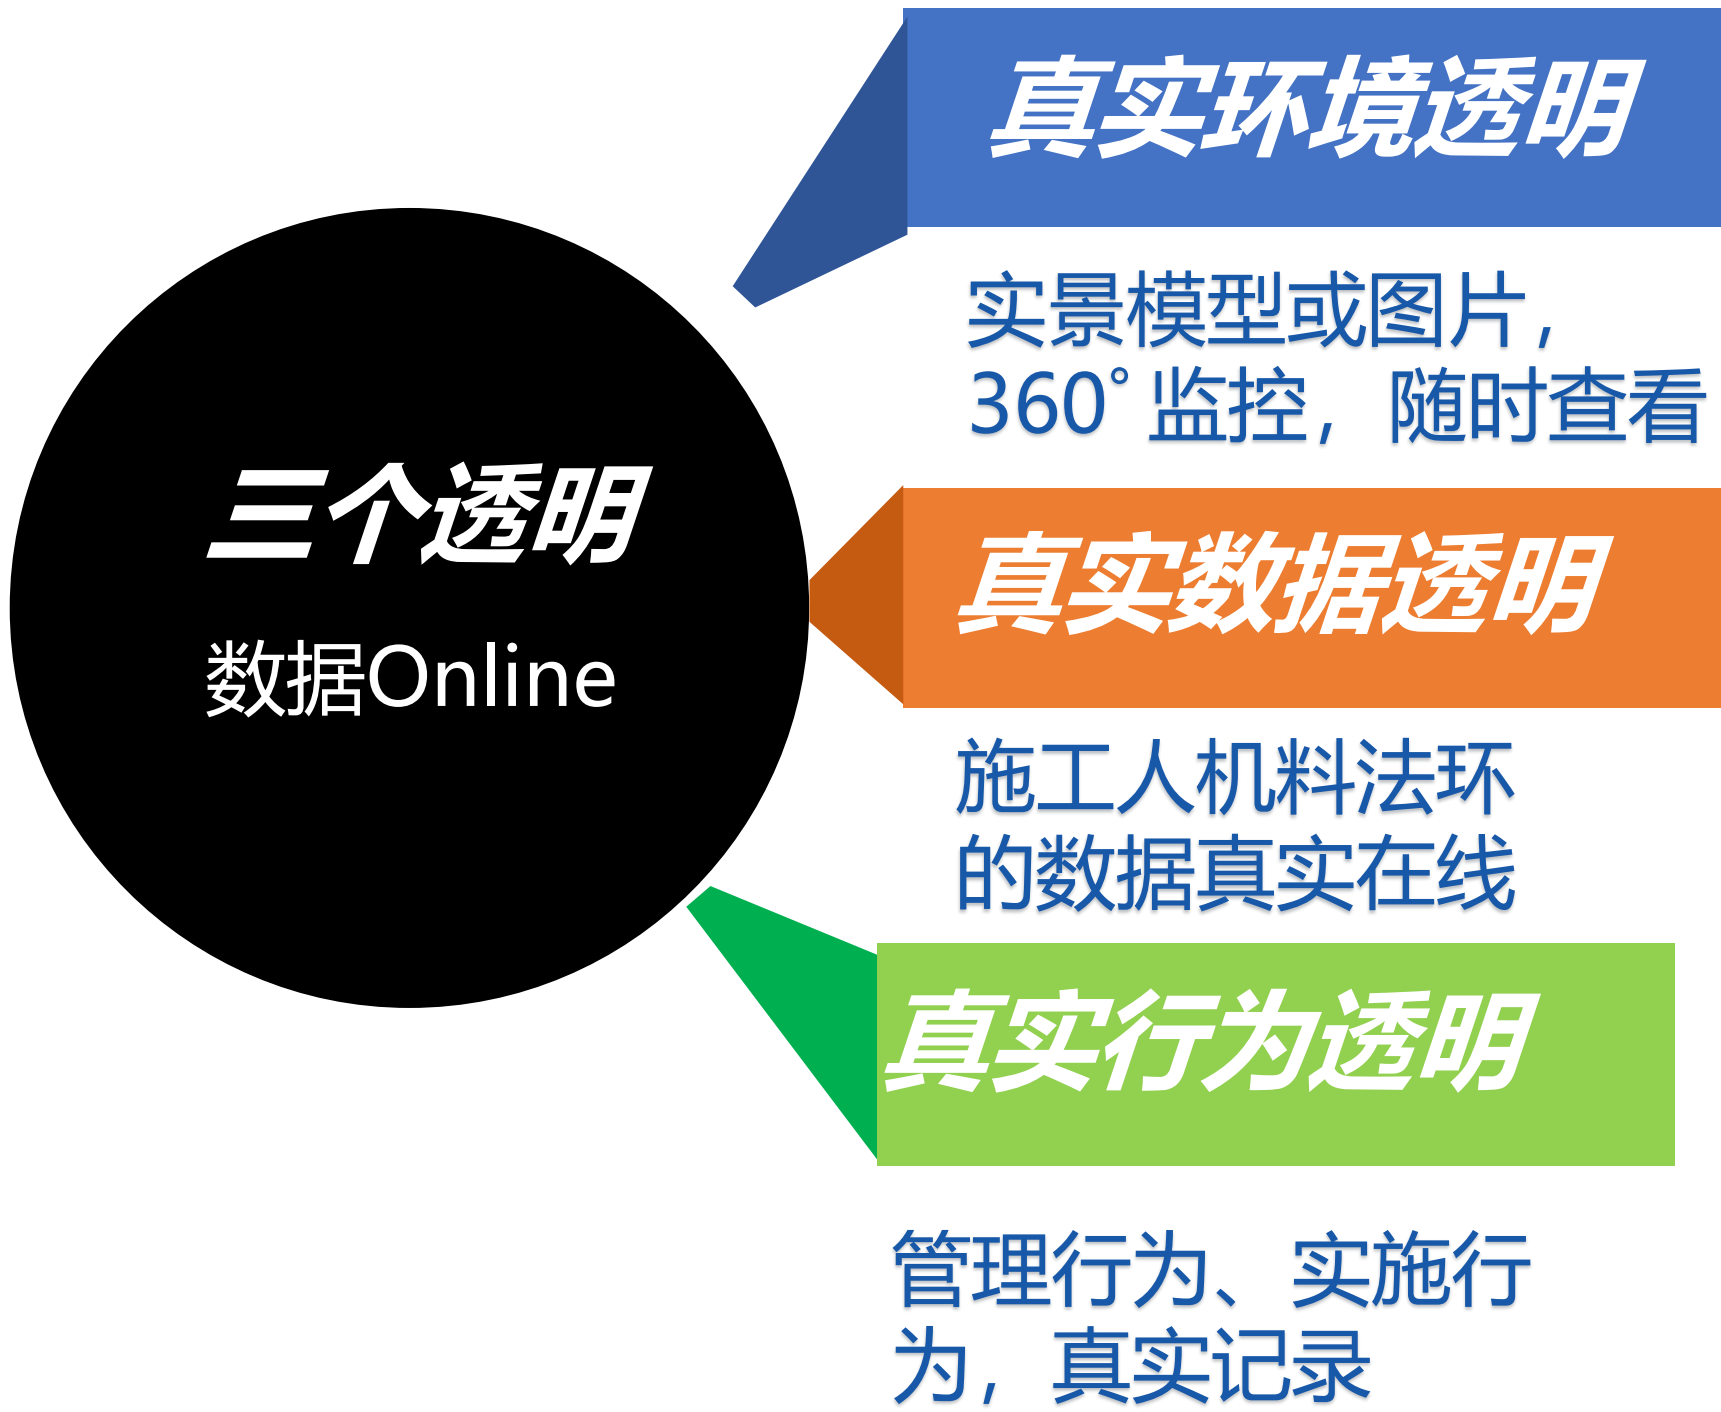 三个透明
数据Online
真实环境透明
实景模型或图片，
360°监控，随时查看
真实数据透明
施工人机料法环
的数据真实在线
真实行为透明
管理行为、实施行
为，真实记录